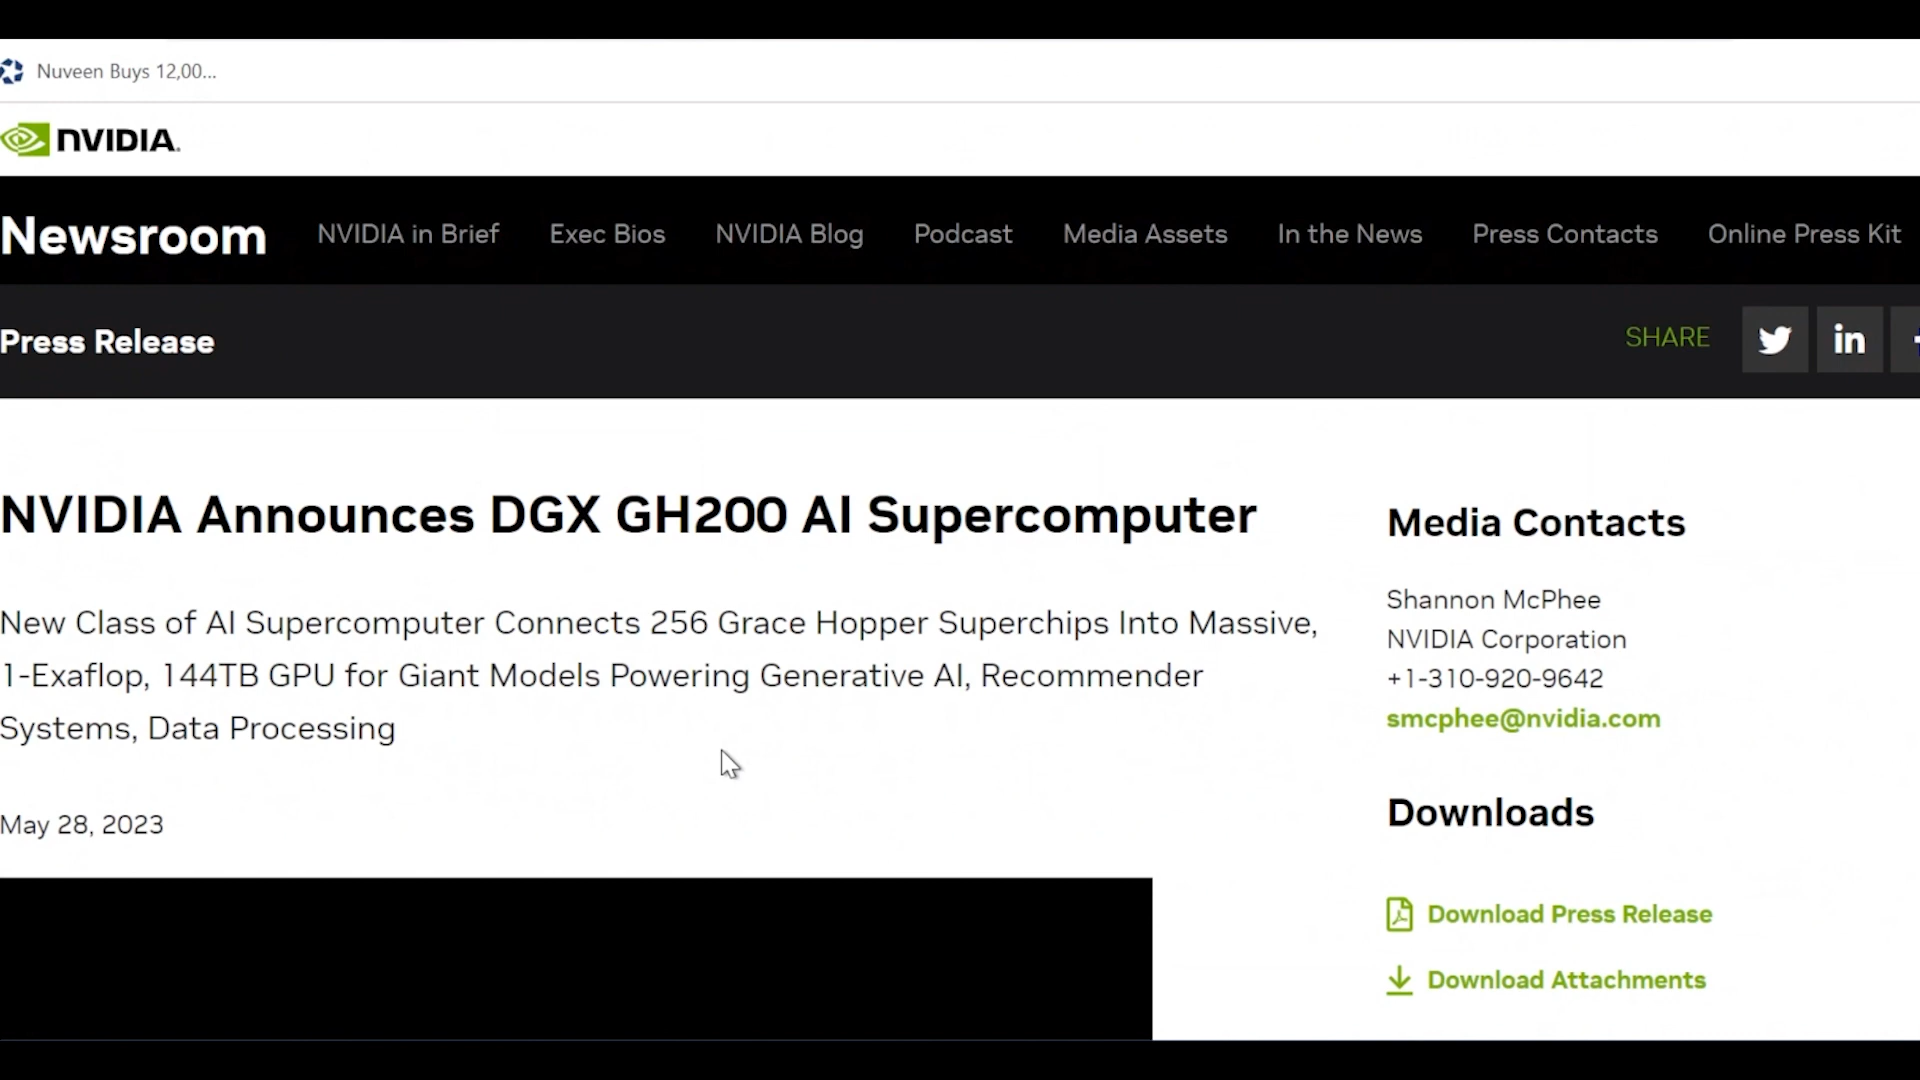 Nuveen Buys 12,00...
NVIDIA.
Newsroom NVIDIA in Brief Exec Bios NVIDIA Blog Podcast Media Assets In the News Press Contacts Online Press Kit
Press Release
SHARE
NVIDIA Announces DGX GH200 AI Supercomputer
New Class of AI Supercomputer Connects 256 Grace Hopper Superchips Into Massive,
1-Exaflop, 144TB GPU for Giant Models Powering Generative AI, Recommender
Systems, Data Processing
May 28, 2023
Media Contacts
Shannon McPhee
NVIDIA Corporation
+1-310-920-9642
smcphee@nvidia.com
Downloads
Download Press Release
Download Attachments